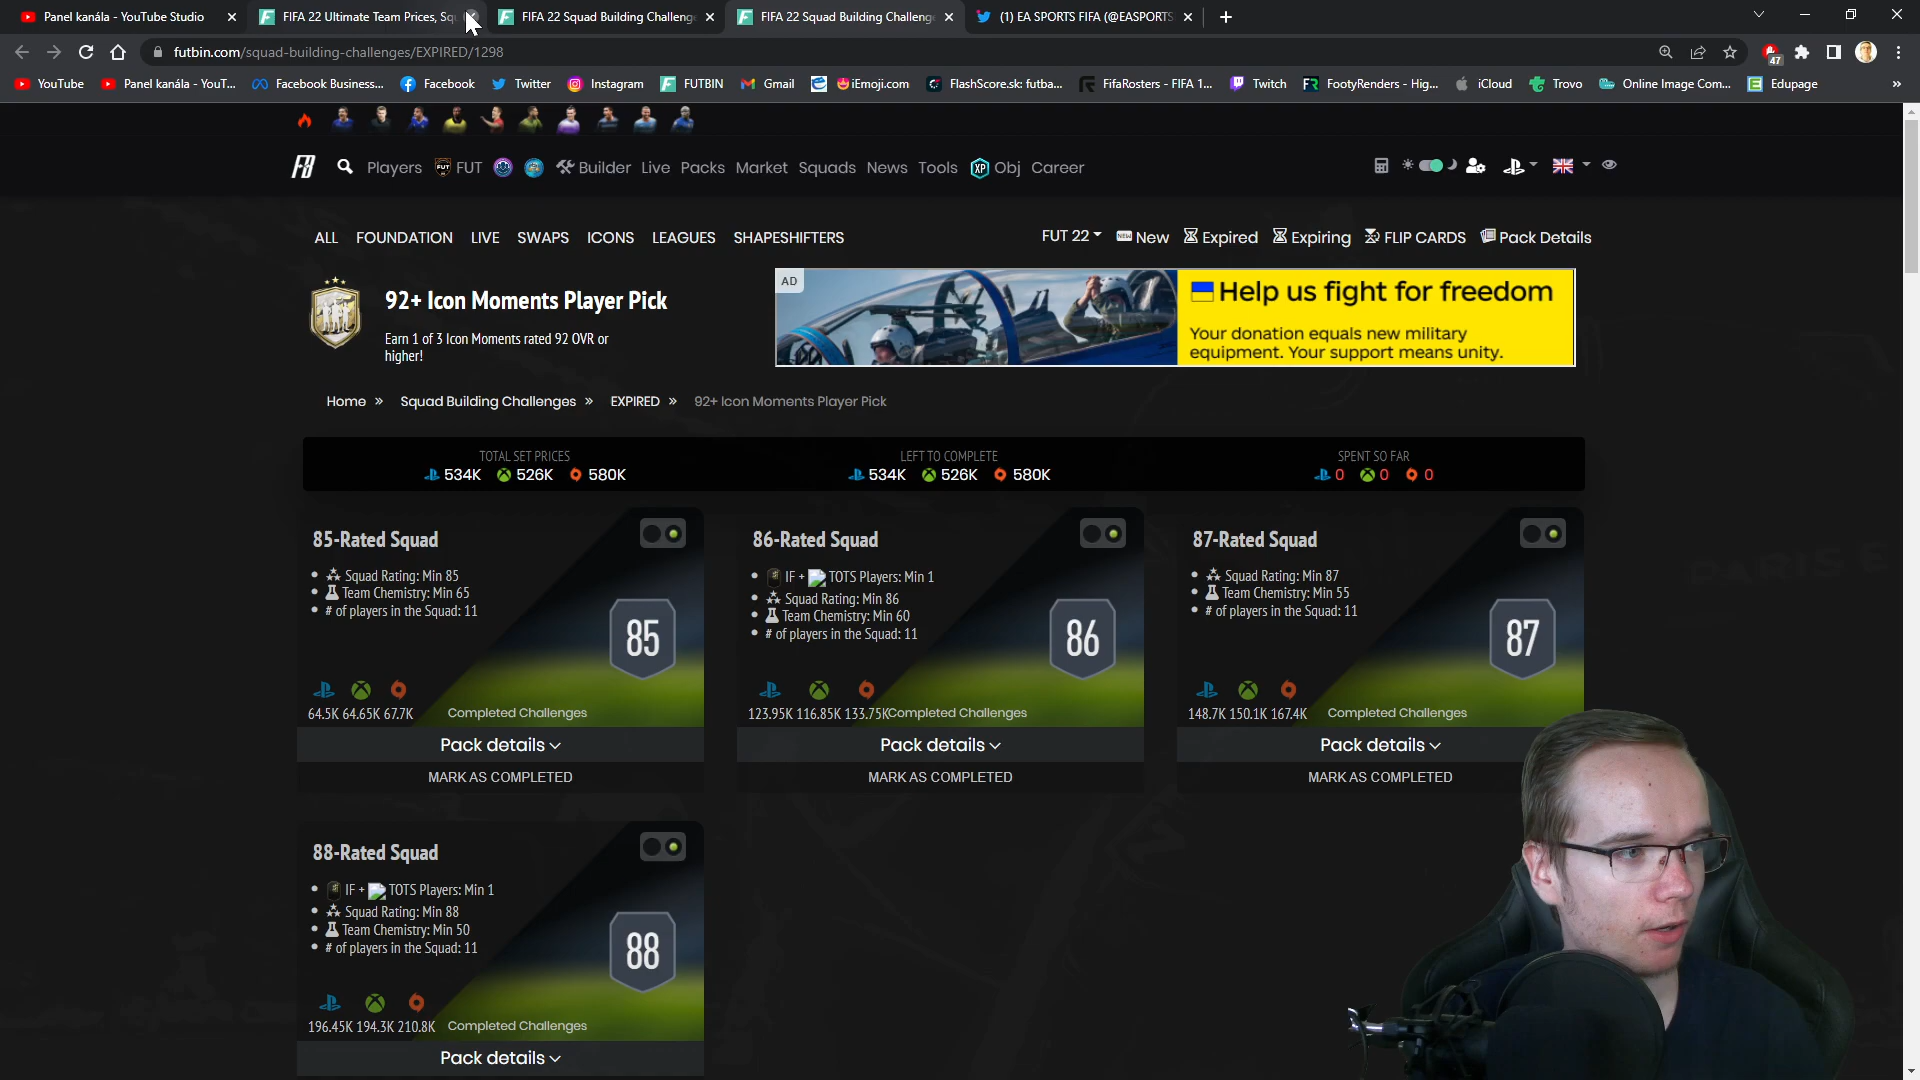 Panel kanála - YouTube Studio
FIFA 22 Ultimate Team Prices, Squ
FIFA 22 Squad Building Challenge
FIFA 22 Squad Building Challenge
(1) EA SPORTS FIFA (@EASPORTS
futbin.com/squad-building-challenges/EXPIRED/1298
47
YouTube
Panel kanála - YouT...
Facebook Business...
Facebook
Twitter
Instagram
FUTBIN
Gmail
iEmoji.com
FlashScore.sk: futba...
FifaRosters - FIFA 1...
Twitch
FootyRenders - Hig...
iCloud
Trovo
Online Image Com...
Edupage
»
Players FUT Builder Live Packs Market Squads News Tools XP Obj Career
ALL FOUNDATION LIVE SWAPS ICONS LEAGUES SHAPESHIFTERS
FUT 22 NEW New Expired Expiring FLIP CARDS Pack Details
92+ Icon Moments Player Pick
Earn 1 of 3 Icon Moments rated 92 OVR or
higher!
AD
Help us fight for freedom
Your donation equals new military
equipment. Your support means unity.
Home » Squad Building Challenges » EXPIRED » 92+ Icon Moments Player Pick
TOTAL SET PRICES
534K 526K 580K
LEFT TO COMPLETE
534K 526K 580K
SPENT SO FAR
0 0 0
85-Rated Squad
Squad Rating: Min 85
Team Chemistry: Min 65
# of players in the Squad: 11
85
64.5K 64.65K 67.7K
Completed Challenges
Pack details
MARK AS COMPLETED
86-Rated Squad
IF + TOTS Players: Min 1
Squad Rating: Min 86
Team Chemistry: Min 60
# of players in the Squad: 11
86
123.95K 116.85K 133.75K
Completed Challenges
Pack details
MARK AS COMPLETED
87-Rated Squad
Squad Rating: Min 87
Team Chemistry: Min 55
# of players in the Squad: 11
87
148.7K 150.1K 167.4K
Completed Challenges
Pack details
MARK AS COMPLETED
88-Rated Squad
IF + TOTS Players: Min 1
Squad Rating: Min 88
Team Chemistry: Min 50
# of players in the Squad: 11
88
196.45K 194.3K 210.8K
Completed Challenges
Pack details